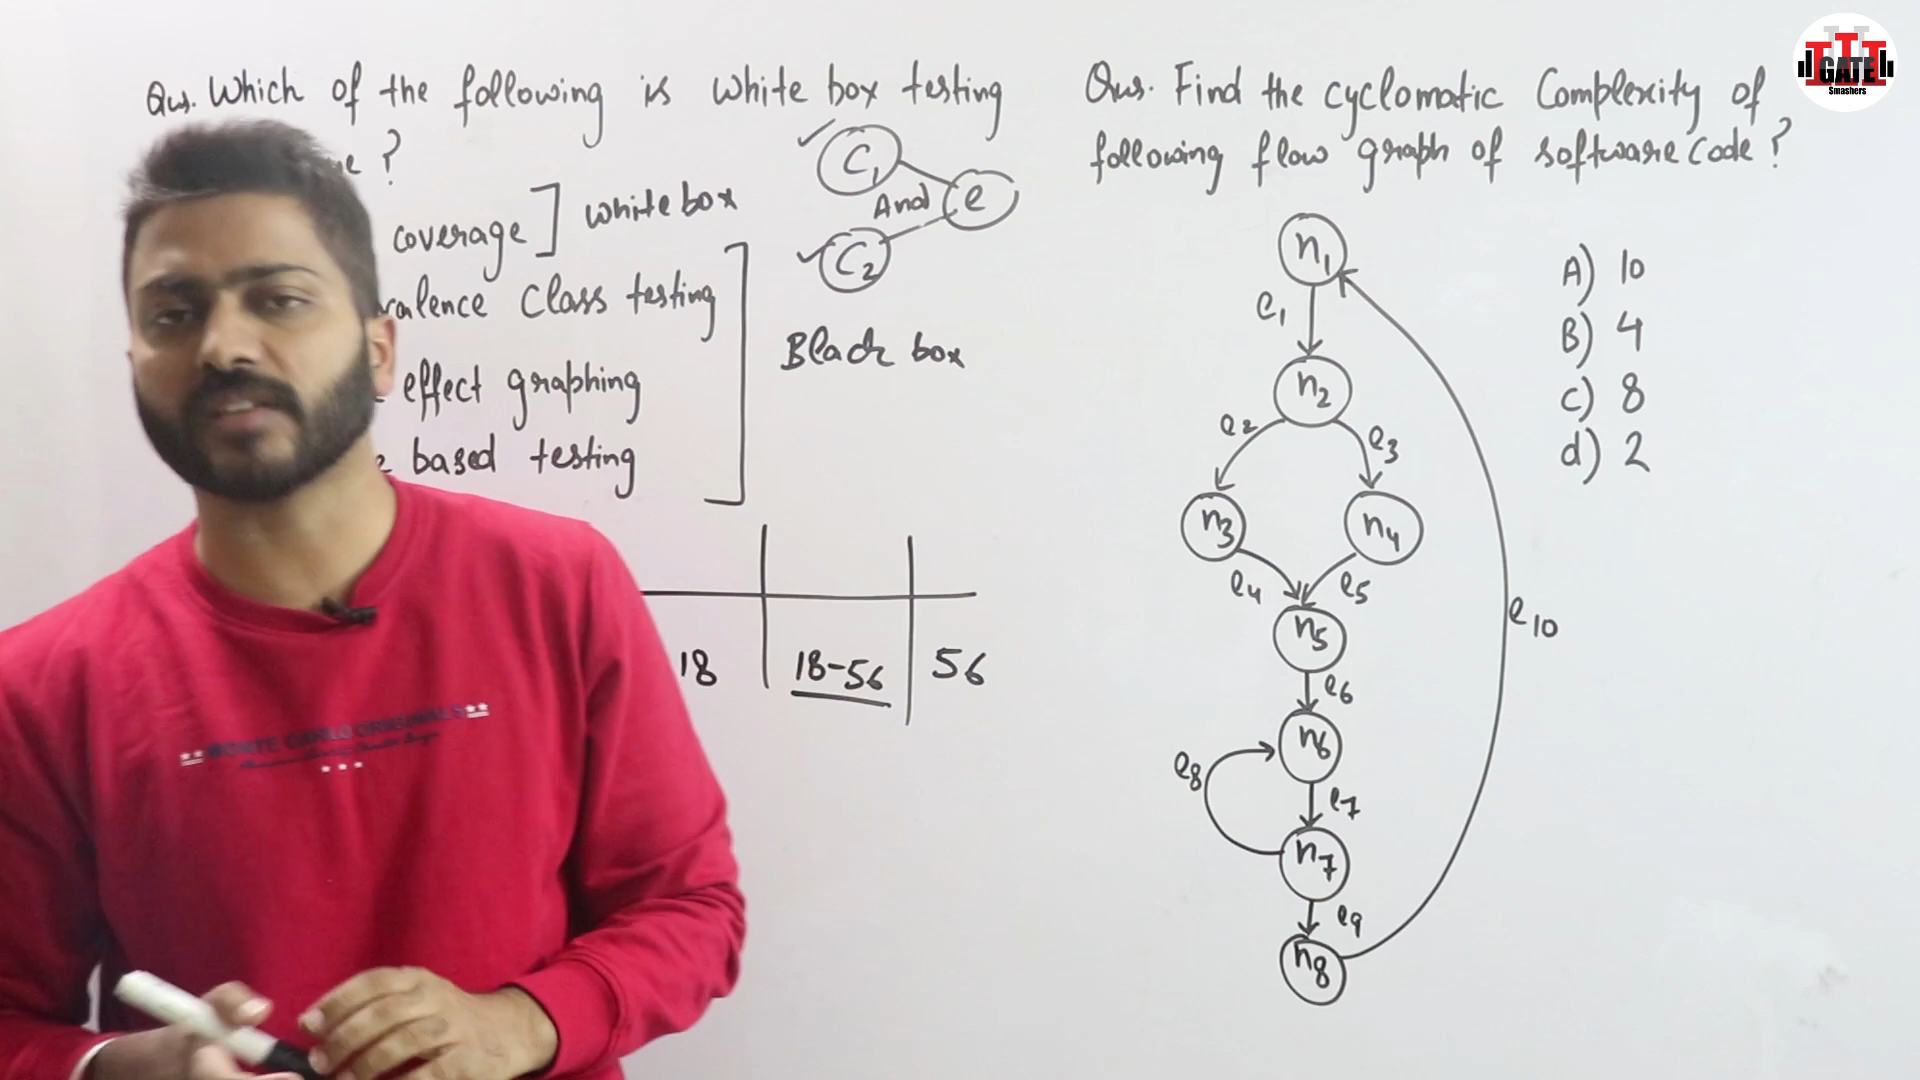 Qus. Which of the following is white box testing
?
coverage ] white box
Class testing
effect graphing
based testing
C1
And
e
C2
Black box
18
18-56
56
Qus. Find the cyclomatic Complexity of
following flow graph of software code ?
n1
e1
n2
e2
e3
n3
n4
e4
e5
n5
e6
n6
e8
e7
n7
e9
n8
e10
A) 10
B) 4
C) 8
d) 2
GATE
Smashers